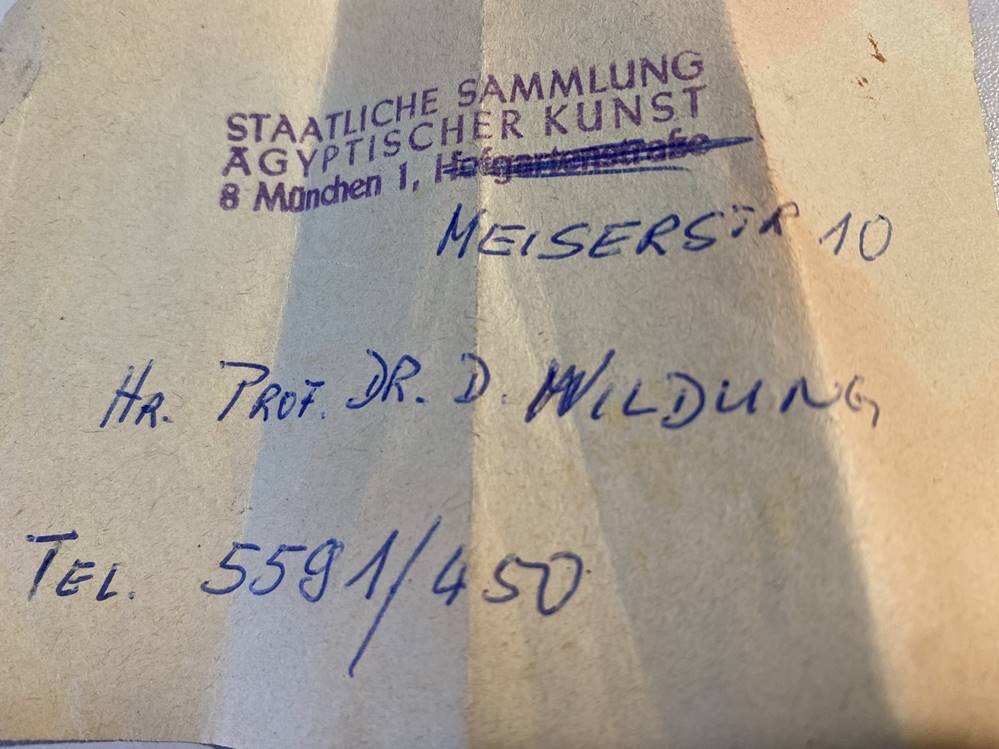 STAATLICHE SAMMLUNG
ÄGYPTISCHER KUNST
8 München 1, Hofgartenstraße
MEISERSTR 10
HR. PROF. DR. D. WILDUNG
TEL. 5591/450